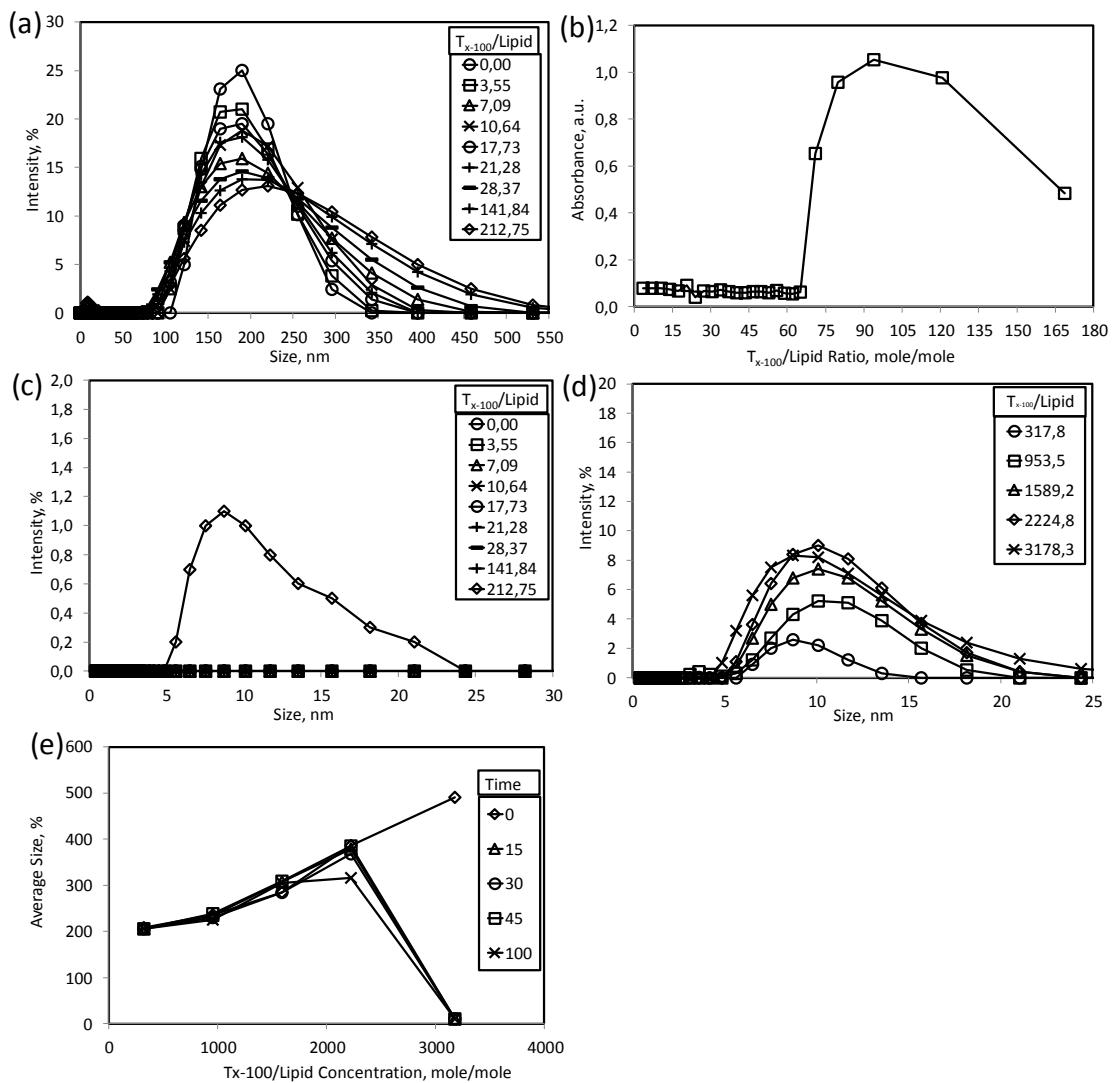 (a)
Intensity, %
30
25
20
15
10
5
0
0 50 100 150 200 250 300 350 400 450 500 550
Size, nm
Tx-100/Lipid
0,00
3,55
7,09
10,64
17,73
21,28
28,37
141,84
212,75
(b)
Absorbance, a.u.
1,2
1,0
0,8
0,6
0,4
0,2
0,0
0 15 30 45 60 75 90 105 120 135 150 165 180
Tx-100/Lipid Ratio, mole/mole
(c)
Intensity, %
2,0
1,8
1,6
1,4
1,2
1,0
0,8
0,6
0,4
0,2
0,0
0 5 10 15 20 25 30
Size, nm
Tx-100/Lipid
0,00
3,55
7,09
10,64
17,73
21,28
28,37
141,84
212,75
(d)
Intensity, %
20
18
16
14
12
10
8
6
4
2
0
0 5 10 15 20 25
Size, nm
Tx-100/Lipid
317,8
953,5
1589,2
2224,8
3178,3
(e)
Average Size, %
600
500
400
300
200
100
0
0 1000 2000 3000 4000
Tx-100/Lipid Concentration, mole/mole
Time
0
15
30
45
100